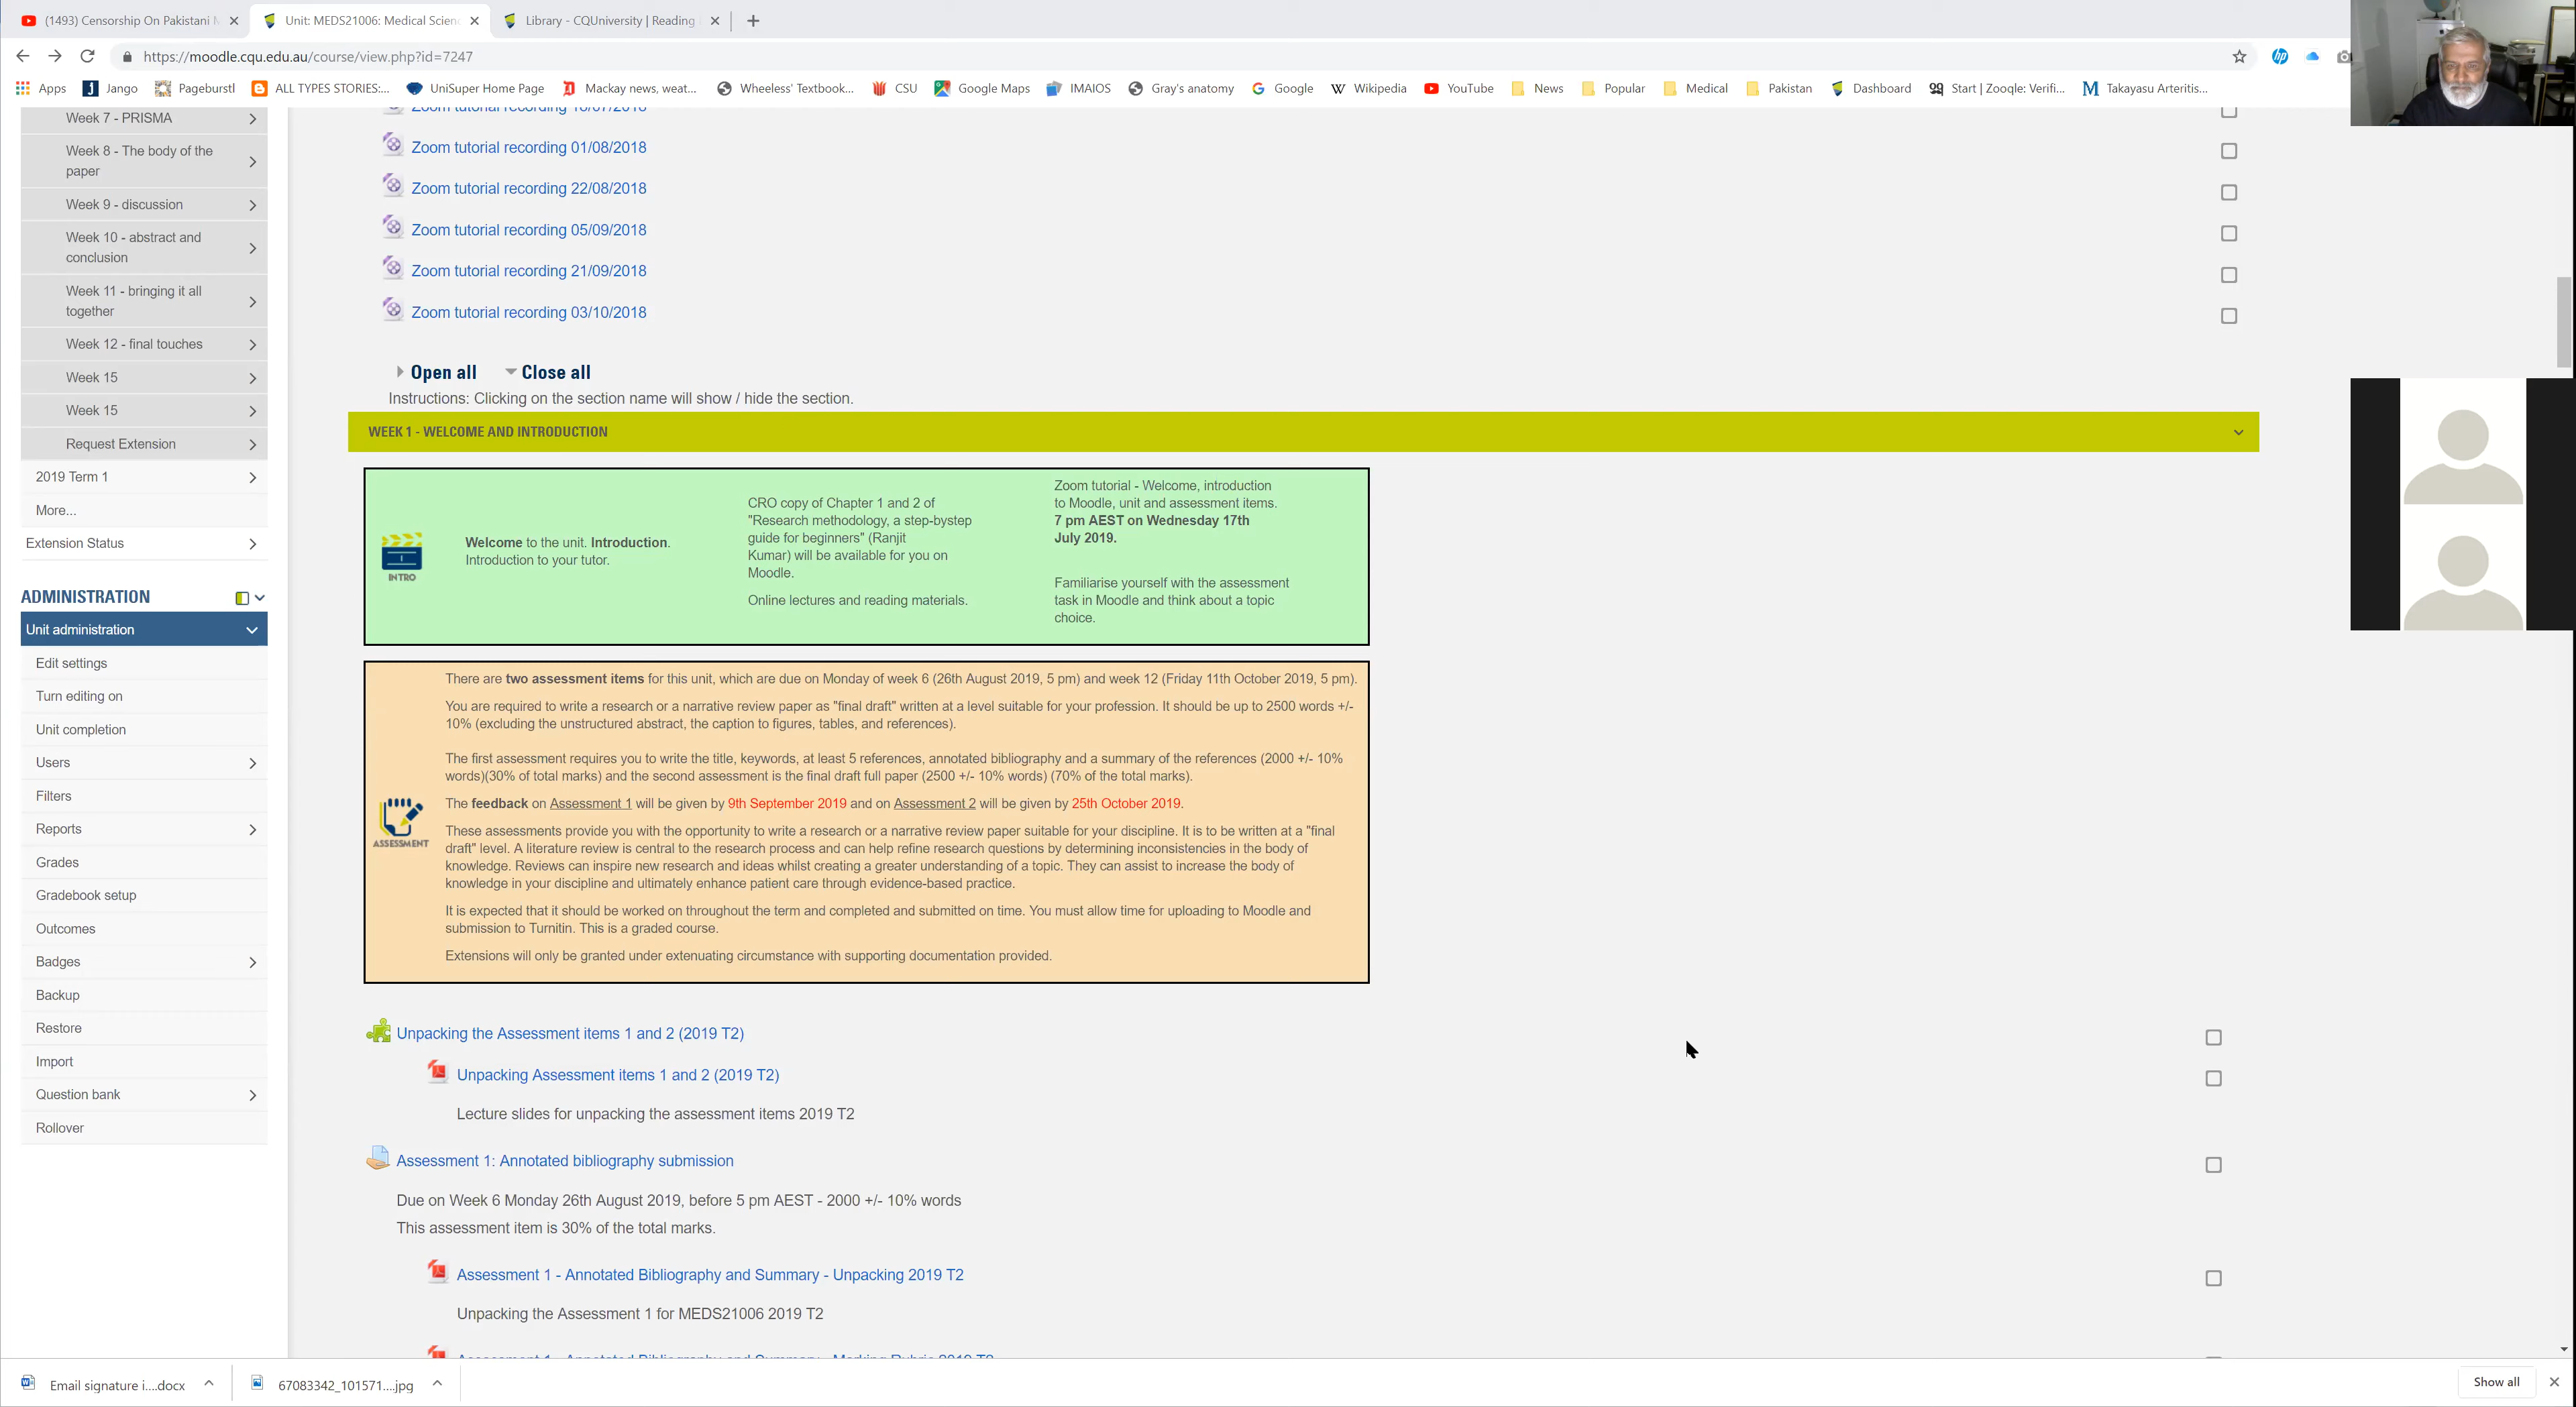 (1493) Censorship On Pakistani
Unit: MEDS21006: Medical Scienc
Library - CQUniversity | Reading
https://moodle.cqu.edu.au/course/view.php?id=7247
Apps
Jango
Pageburstl
ALL TYPES STORIES:...
UniSuper Home Page
Mackay news, weat...
Wheeless' Textbook...
CSU
Google Maps
IMAIOS
Gray's anatomy
Google
Wikipedia
YouTube
News
Popular
Medical
Pakistan
Dashboard
Start | Zooqle: Verifi...
Takayasu Arteritis...
Week 7 - PRISMA
Week 8 - The body of the
paper
Week 9 - discussion
Week 10 - abstract and
conclusion
Week 11 - bringing it all
together
Week 12 - final touches
Week 15
Week 15
Request Extension
2019 Term 1
More...
Extension Status
ADMINISTRATION
Unit administration
Edit settings
Turn editing on
Unit completion
Users
Filters
Reports
Grades
Gradebook setup
Outcomes
Badges
Backup
Restore
Import
Question bank
Rollover
Zoom tutorial recording 18/07/2018
Zoom tutorial recording 01/08/2018
Zoom tutorial recording 22/08/2018
Zoom tutorial recording 05/09/2018
Zoom tutorial recording 21/09/2018
Zoom tutorial recording 03/10/2018
Open all
Close all
Instructions: Clicking on the section name will show / hide the section.
WEEK 1 - WELCOME AND INTRODUCTION
INTRO
Welcome to the unit. Introduction.
Introduction to your tutor.
CRO copy of Chapter 1 and 2 of
"Research methodology, a step-bystep
guide for beginners" (Ranjit
Kumar) will be available for you on
Moodle.
Online lectures and reading materials.
Zoom tutorial - Welcome, introduction
to Moodle, unit and assessment items.
7 pm AEST on Wednesday 17th
July 2019.
Familiarise yourself with the assessment
task in Moodle and think about a topic
choice.
ASSESSMENT
There are two assessment items for this unit, which are due on Monday of week 6 (26th August 2019, 5 pm) and week 12 (Friday 11th October 2019, 5 pm).
You are required to write a research or a narrative review paper as "final draft" written at a level suitable for your profession. It should be up to 2500 words +/-
10% (excluding the unstructured abstract, the caption to figures, tables, and references).
The first assessment requires you to write the title, keywords, at least 5 references, annotated bibliography and a summary of the references (2000 +/- 10%
words)(30% of total marks) and the second assessment is the final draft full paper (2500 +/- 10% words) (70% of the total marks).
The feedback on Assessment 1 will be given by 9th September 2019 and on Assessment 2 will be given by 25th October 2019.
These assessments provide you with the opportunity to write a research or a narrative review paper suitable for your discipline. It is to be written at a "final
draft" level. A literature review is central to the research process and can help refine research questions by determining inconsistencies in the body of
knowledge. Reviews can inspire new research and ideas whilst creating a greater understanding of a topic. They can assist to increase the body of
knowledge in your discipline and ultimately enhance patient care through evidence-based practice.
It is expected that it should be worked on throughout the term and completed and submitted on time. You must allow time for uploading to Moodle and
submission to Turnitin. This is a graded course.
Extensions will only be granted under extenuating circumstance with supporting documentation provided.
Unpacking the Assessment items 1 and 2 (2019 T2)
Unpacking Assessment items 1 and 2 (2019 T2)
Lecture slides for unpacking the assessment items 2019 T2
Assessment 1: Annotated bibliography submission
Due on Week 6 Monday 26th August 2019, before 5 pm AEST - 2000 +/- 10% words
This assessment item is 30% of the total marks.
Assessment 1 - Annotated Bibliography and Summary - Unpacking 2019 T2
Unpacking the Assessment 1 for MEDS21006 2019 T2
Assessment 1 - Annotated Bibliography and Summary - Marking Rubric 2019 T2
Email signature i....docx
67083342_101571....jpg
Show all